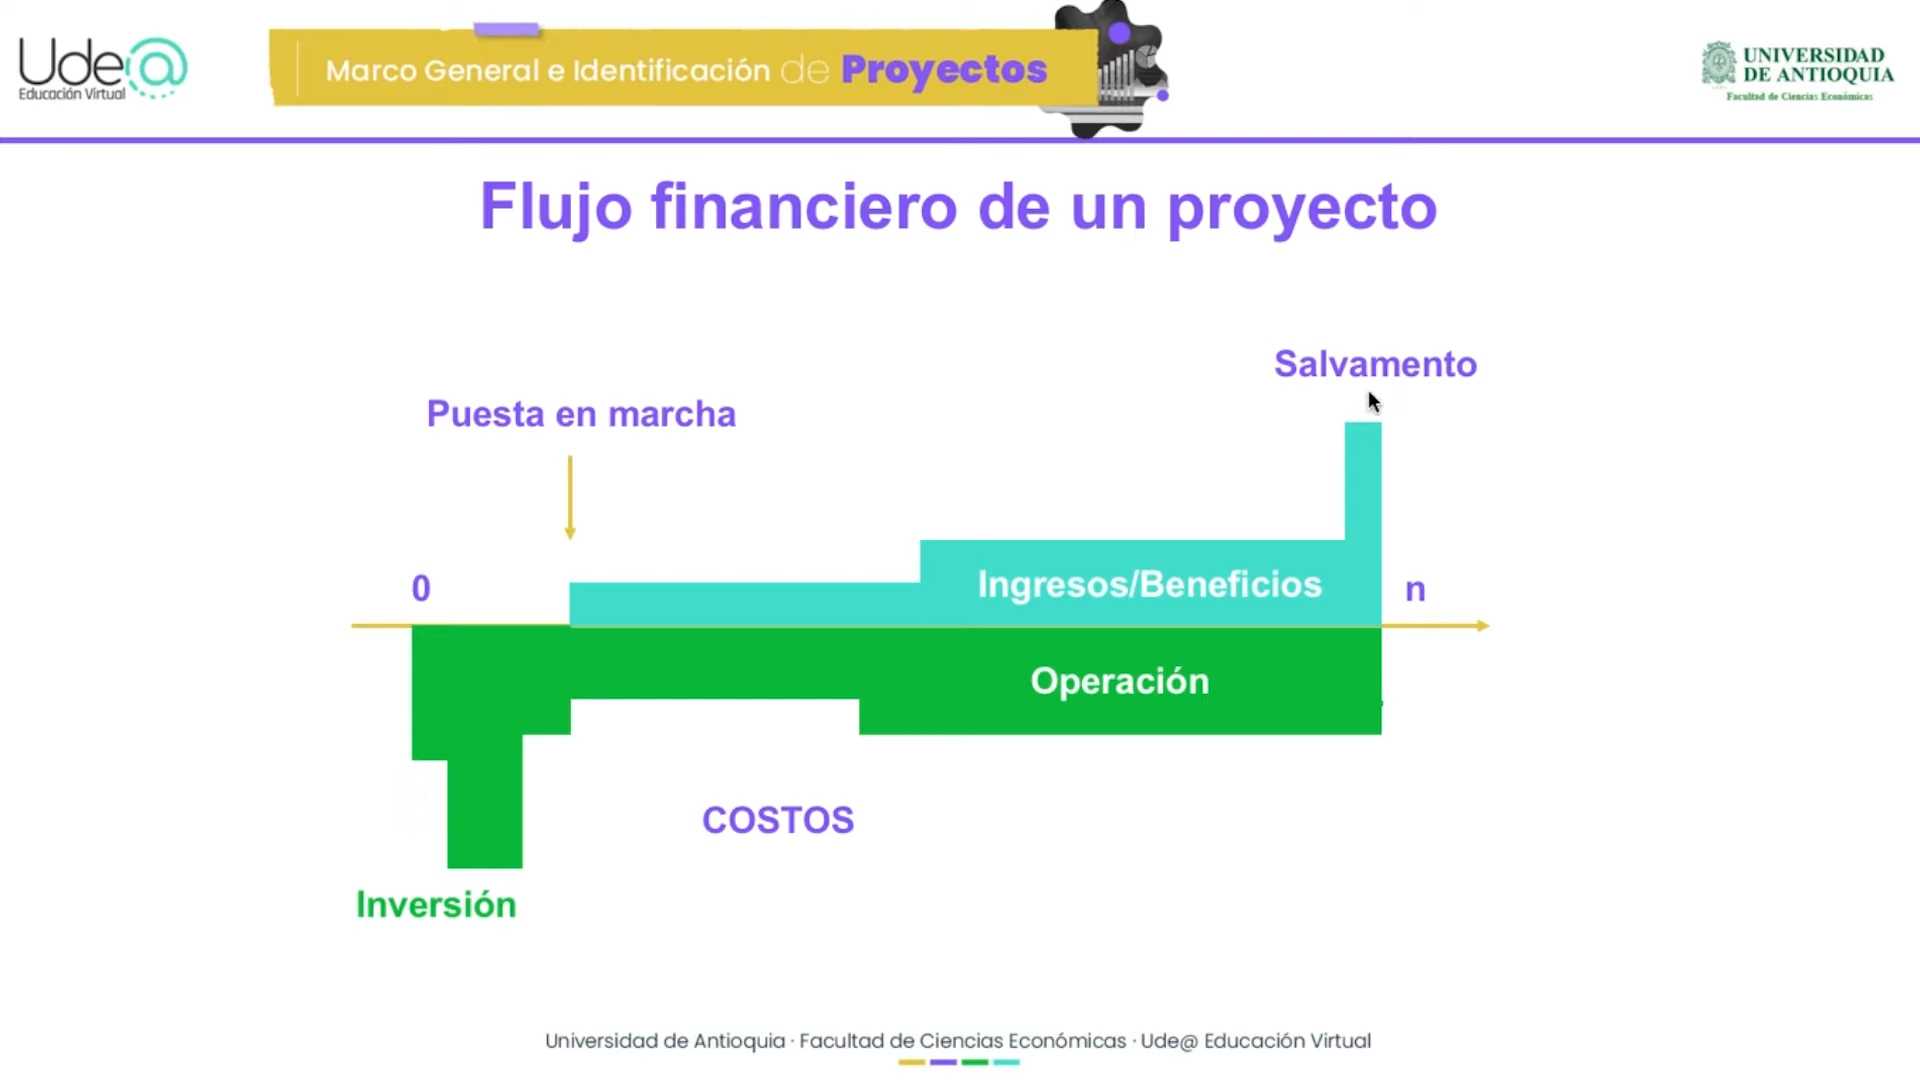 Ude@
Educación Virtual
Marco General e Identificación de Proyectos
UNIVERSIDAD
DE ANTIOQUIA
Facultad de Ciencias Económicas
Flujo financiero de un proyecto
Salvamento
Puesta en marcha
0
Ingresos/Beneficios
n
Operación
COSTOS
Inversión
Universidad de Antioquia · Facultad de Ciencias Económicas · Ude@ Educación Virtual